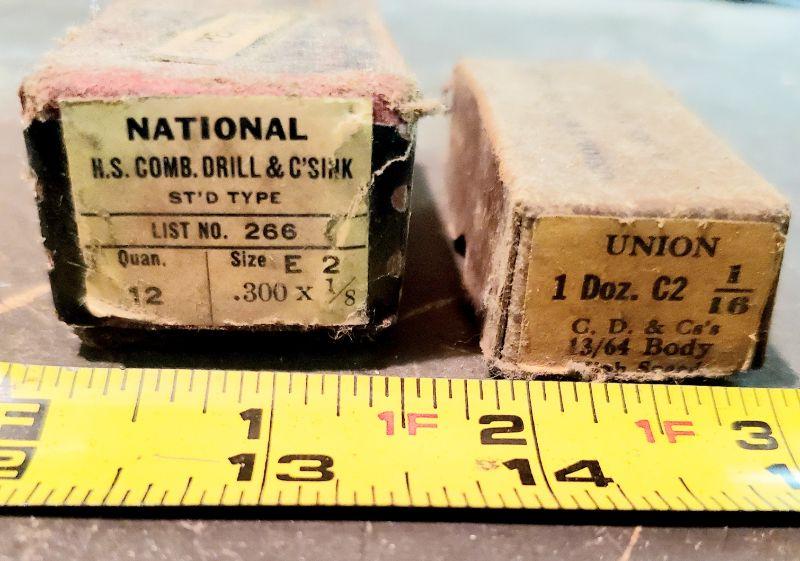 NATIONAL
H.S. COMB. DRILL & C'SINK
ST'D TYPE
LIST NO. 266
Quan. Size E 2
12 .300 x 1/8
UNION
1 Doz. C2 1/16
C. D. & Cs's
13/64 Body
1 1F 2 1F 3
13 14